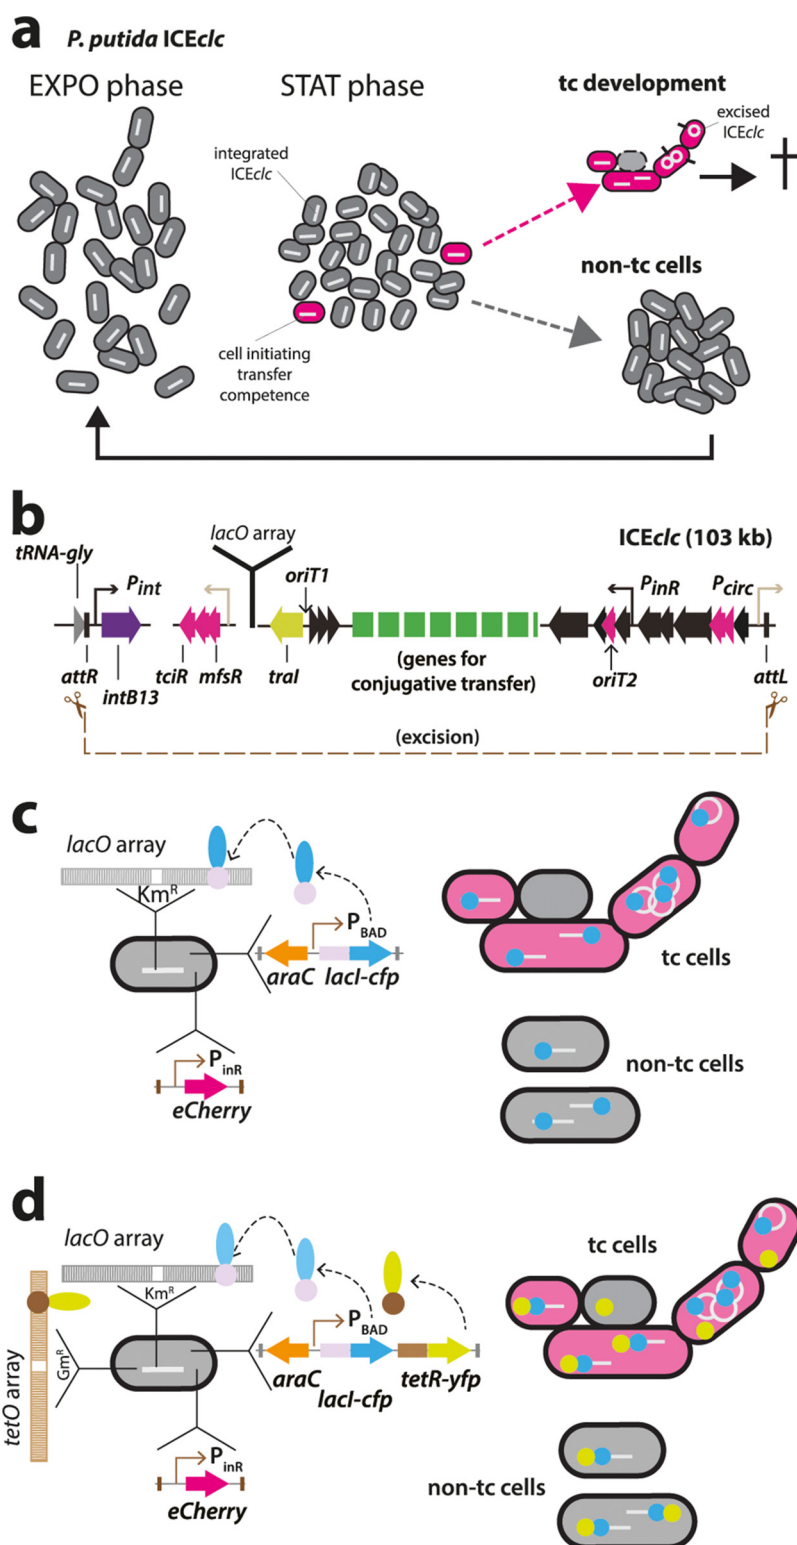 a P. putida ICEclc
EXPO phase
STAT phase
tc development
excised
ICEclc
integrated
ICEclc
non-tc cells
cell initiating
transfer
competence
b
lacO array
ICEclc (103 kb)
tRNA-gly
Pint
oriT1
PinR
Pcirc
attR
intB13
tciR
mfsR
traI
(genes for
conjugative transfer)
oriT2
attL
(excision)
c
lacO array
KmR
PBAD
araC
lacI-cfp
tc cells
PinR
eCherry
non-tc cells
d
lacO array
tc cells
tetO array
KmR
GmR
PBAD
araC
lacI-cfp
tetR-yfp
PinR
eCherry
non-tc cells